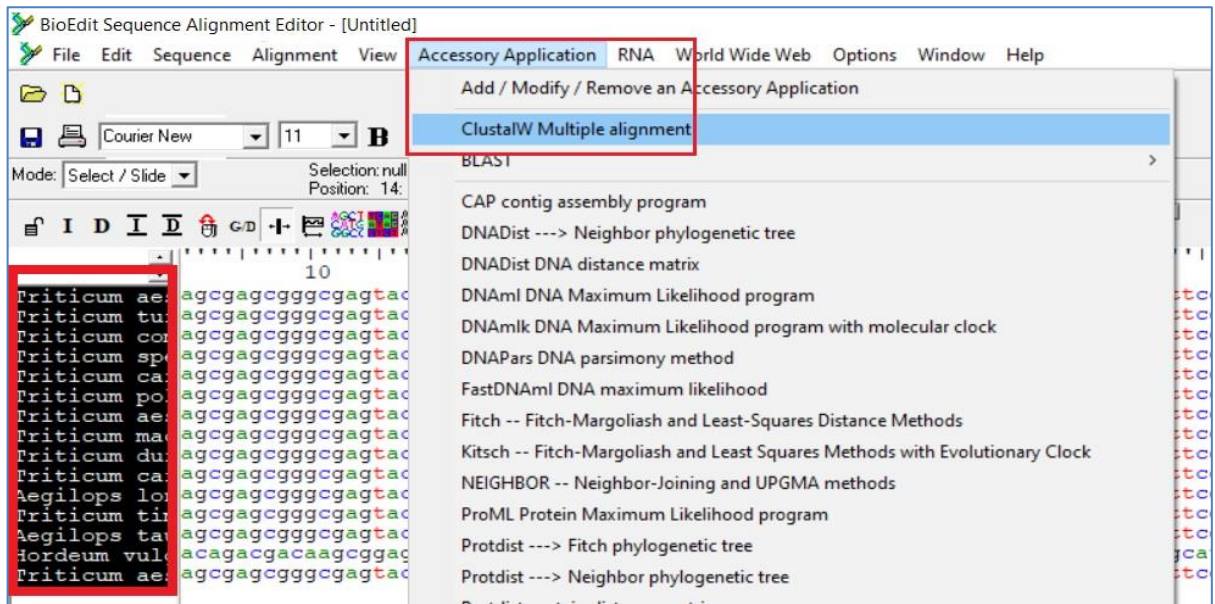 BioEdit Sequence Alignment Editor - [Untitled]
File Edit Sequence Alignment View Accessory Application RNA World Wide Web Options Window Help
Add / Modify / Remove an Accessory Application
Courier New 11 B
ClustalW Multiple alignment
Mode: Select / Slide
Selection: null
Position: 14:
BLAST
CAP contig assembly program
I D I D G/D
DNADist ---> Neighbor phylogenetic tree
10
DNADist DNA distance matrix
Triticum aes agcgagcgggcgagtac
DNAml DNA Maximum Likelihood program
Triticum tu agcgagcgggcgagtac
Triticum co agcgagcgggcgagtac
DNAmlk DNA Maximum Likelihood program with molecular clock
Triticum spe agcgagcgggcgagtac
DNAPars DNA parsimony method
Triticum ca agcgagcgggcgagtac
Triticum po agcgagcgggcgagtac
FastDNAml DNA maximum likelihood
Triticum aes agcgagcgggcgagtac
Fitch -- Fitch-Margoliash and Least-Squares Distance Methods
Triticum ma agcgagcgggcgagtac
Triticum du agcgagcgggcgagtac
Kitsch -- Fitch-Margoliash and Least Squares Methods with Evolutionary Clock
Triticum ca agcgagcgggcgagtac
NEIGHBOR -- Neighbor-Joining and UPGMA methods
Aegilops lo agcgagcgggcgagtac
Triticum ti agcgagcgggcgagtac
ProML Protein Maximum Likelihood program
Aegilops ta agcgagcgggcgagtac
Protdist ---> Fitch phylogenetic tree
Hordeum vul acagacgacaagcggag
Triticum aes agcgagcgggcgagtac
Protdist ---> Neighbor phylogenetic tree